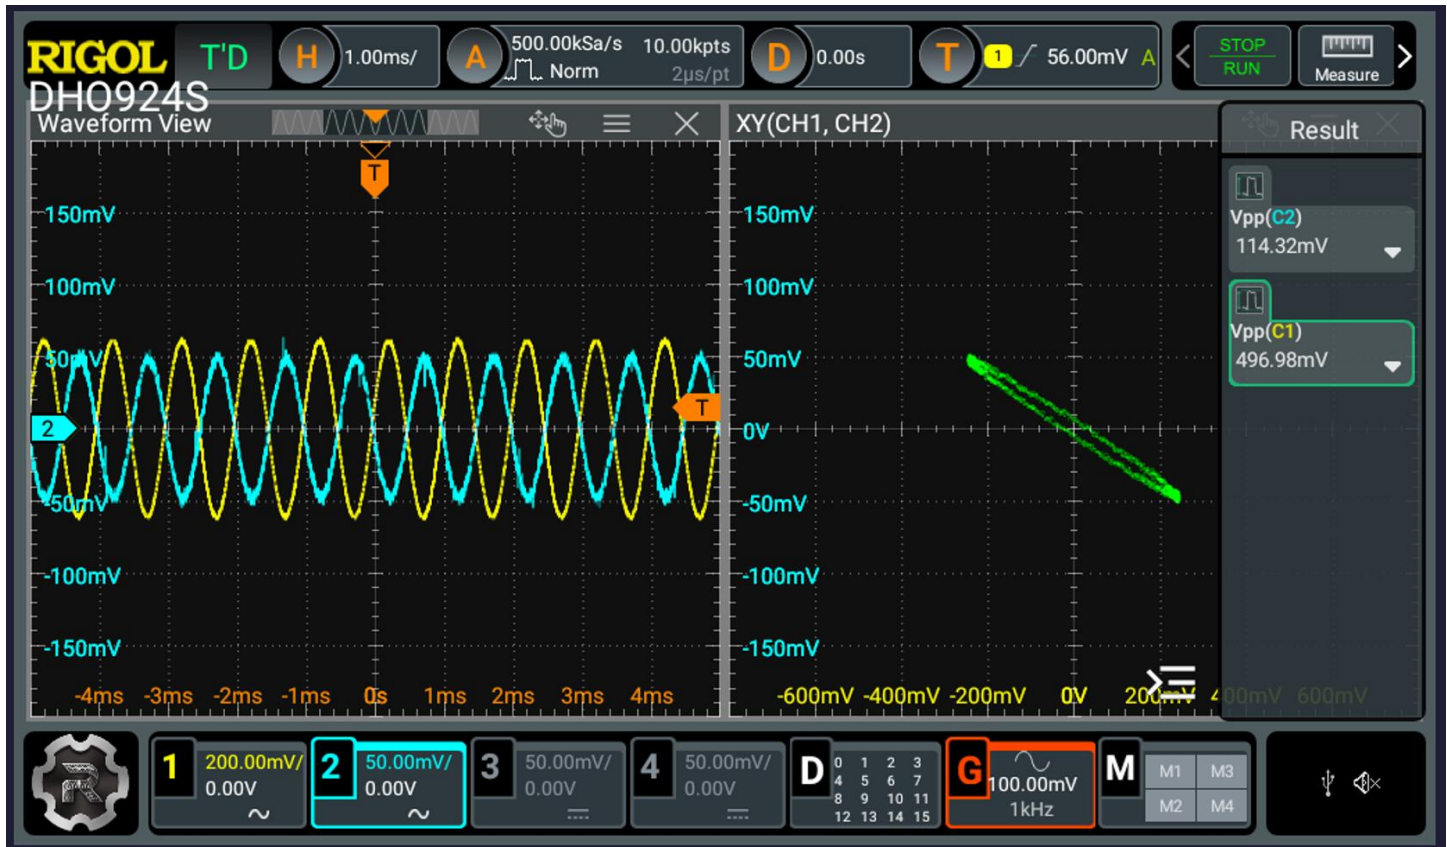 RIGOL T'D H 1.00ms/ A 500.00kSa/s 10.00kpts D 0.00s T 1 56.00mV A STOP
Norm 2μs/pt RUN Measure
DHO924S
Waveform View XY(CH1, CH2) Result
T
150mV 150mV
Vpp(C2)
114.32mV
100mV 100mV
Vpp(C1)
50mV 50mV 496.98mV
T
2 0V
-50mV -50mV
-100mV -100mV
-150mV -150mV
-4ms -3ms -2ms -1ms 0s 1ms 2ms 3ms 4ms -600mV -400mV -200mV 0V 200mV 400mV 600mV
1 200.00mV/ 2 50.00mV/ 3 50.00mV/ 4 50.00mV/ D 0 1 2 3 G 100.00mV M M1 M3
0.00V 0.00V 0.00V 0.00V 4 5 6 7 1kHz M2 M4
8 9 10 11
12 13 14 15
R